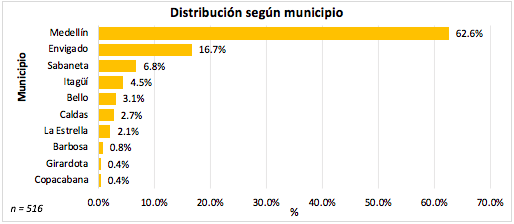 Distribución según municipio
Municipio
Medellín 62.6%
Envigado 16.7%
Sabaneta 6.8%
Itagüí 4.5%
Bello 3.1%
Caldas 2.7%
La Estrella 2.1%
Barbosa 0.8%
Girardota 0.4%
Copacabana 0.4%
0.0% 10.0% 20.0% 30.0% 40.0% 50.0% 60.0% 70.0%
n = 516
%